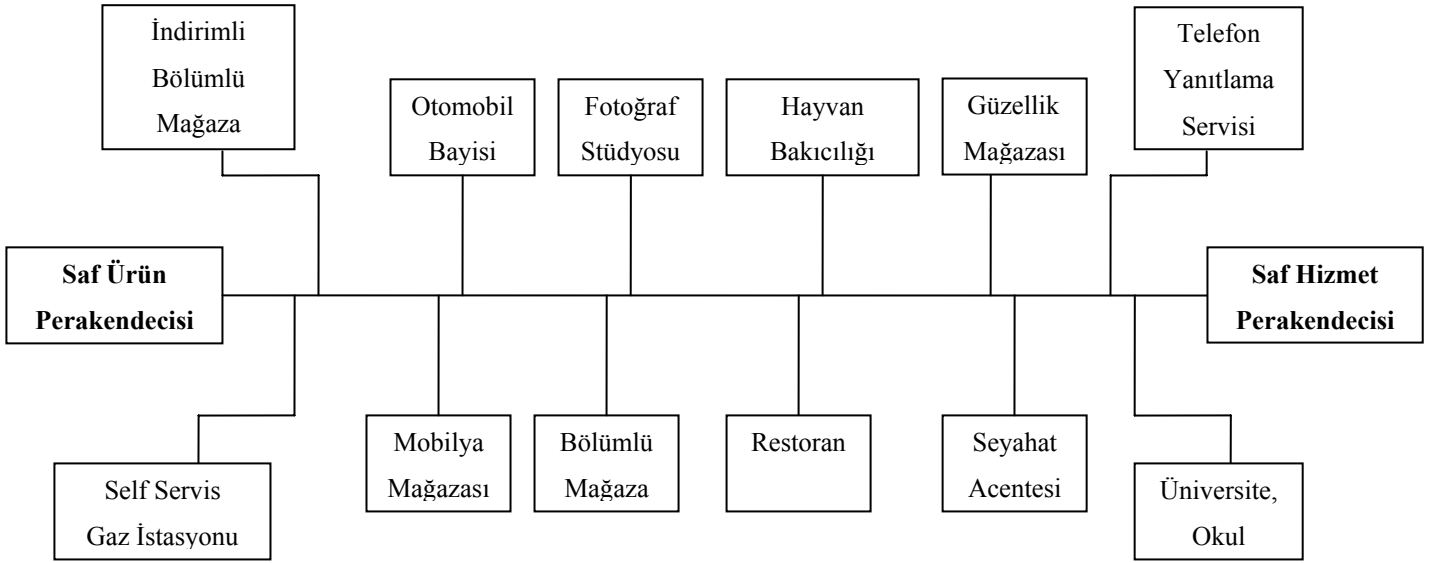 İndirimli
Bölümlü
Mağaza
Otomobil
Bayisi
Fotoğraf
Stüdyosu
Hayvan
Bakıcılığı
Güzellik
Mağazası
Telefon
Yanıtlama
Servisi
Saf Ürün
Perakendecisi
Saf Hizmet
Perakendecisi
Self Servis
Gaz İstasyonu
Mobilya
Mağazası
Bölümlü
Mağaza
Restoran
Seyahat
Acentesi
Üniversite,
Okul